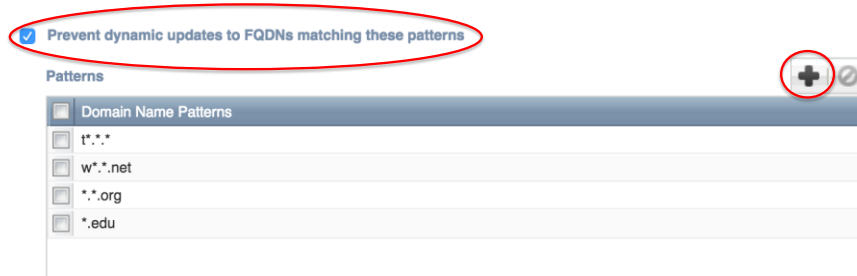 Prevent dynamic updates to FQDNs matching these patterns
Patterns
Domain Name Patterns
t*.*.*
w*.*.net
*.*.org
*.edu